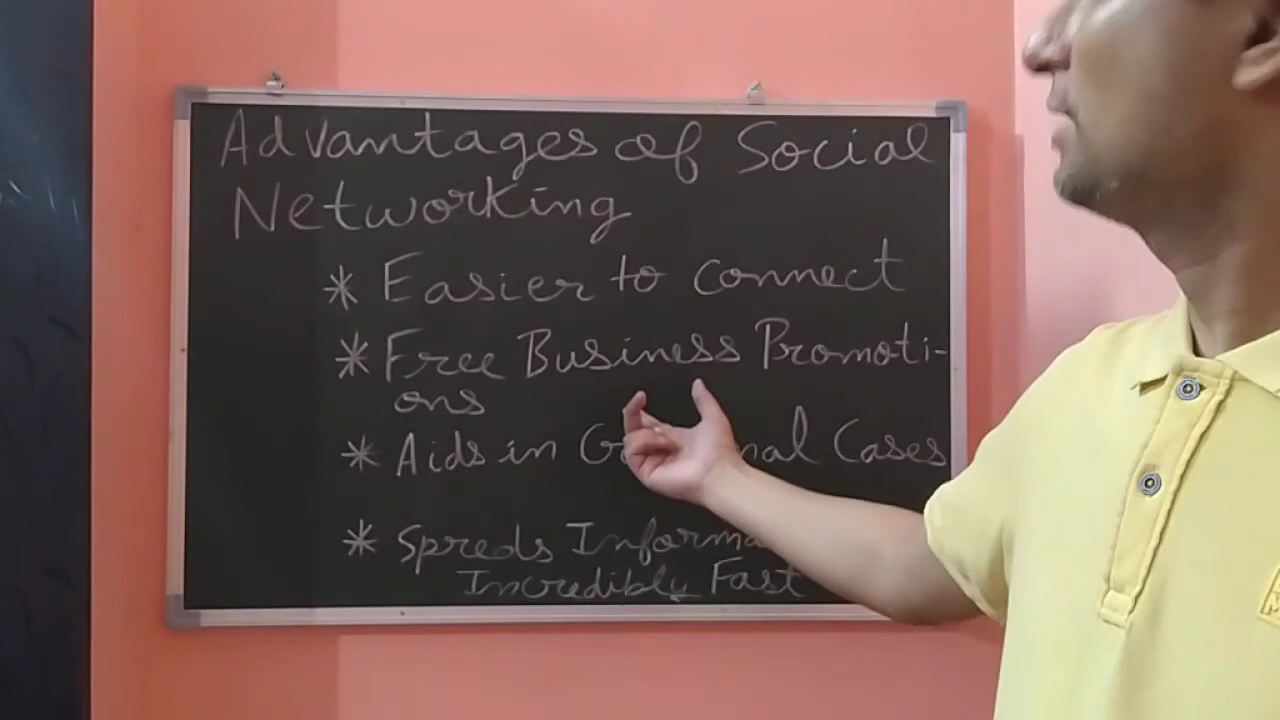 Advantages of Social
Networking
* Easier to connect
* Free Business Promoti-
ons
* Aids in Cases
* Spreds
Incredibly Fast